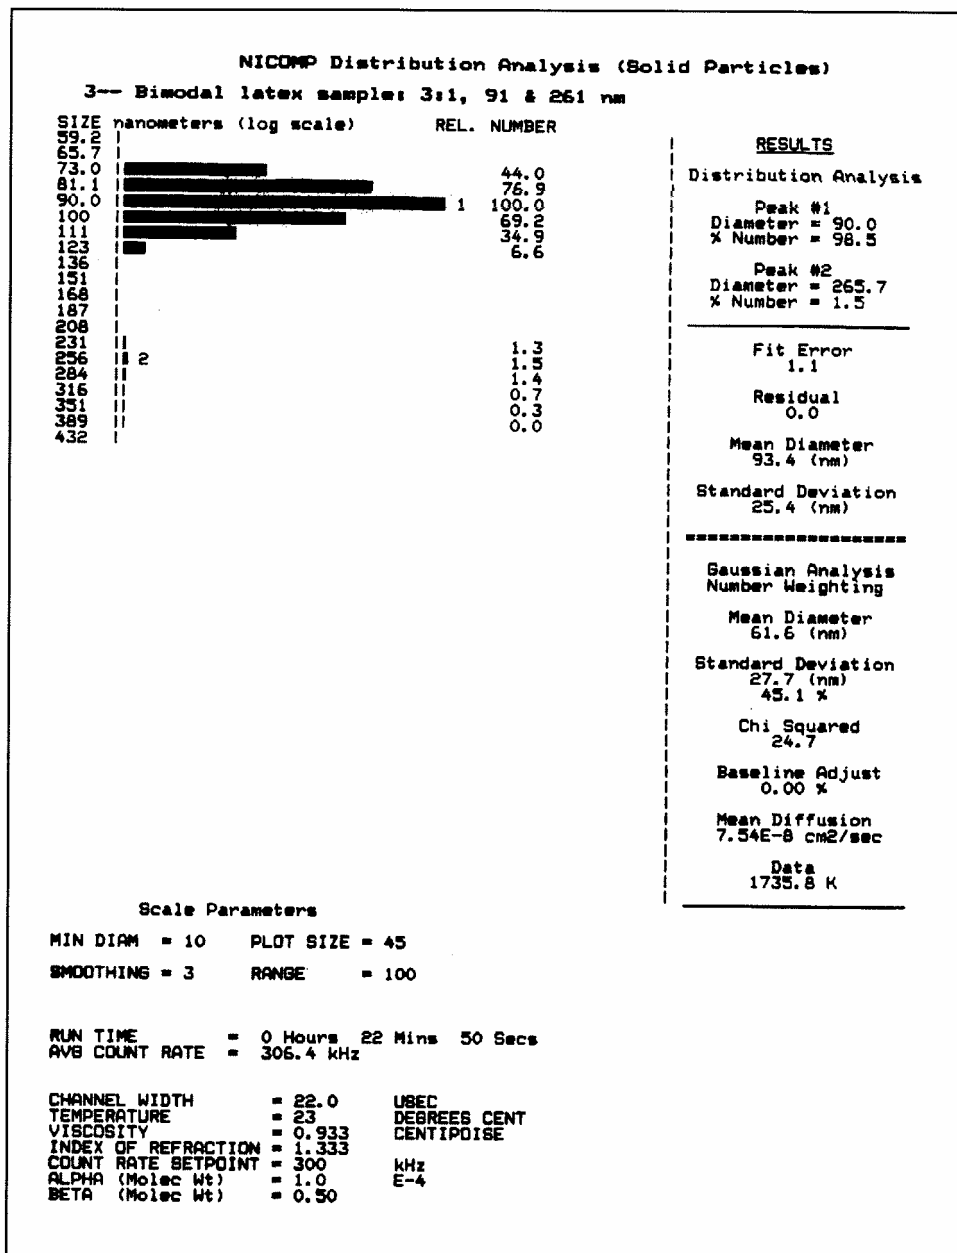 NICOMP Distribution Analysis (Solid Particles)
3-- Bimodal latex sample: 3:1, 91 & 261 nm
SIZE nanometers (log scale) REL. NUMBER
59.2
65.7
73.0 44.0
81.1 76.9
90.0 1 100.0
100 69.2
111 34.9
123 6.6
136
151
168
187
208
231 1.3
256 2 1.5
284 1.4
316 0.7
351 0.3
389 0.0
432
RESULTS
Distribution Analysis
Peak #1
Diameter = 90.0
% Number = 98.5
Peak #2
Diameter = 265.7
% Number = 1.5
Fit Error
1.1
Residual
0.0
Mean Diameter
93.4 (nm)
Standard Deviation
25.4 (nm)
====================
Gaussian Analysis
Number Weighting
Mean Diameter
61.6 (nm)
Standard Deviation
27.7 (nm)
45.1 %
Chi Squared
24.7
Baseline Adjust
0.00 %
Mean Diffusion
7.54E-8 cm2/sec
Data
1735.8 K
Scale Parameters
MIN DIAM = 10 PLOT SIZE = 45
SMOOTHING = 3 RANGE = 100
RUN TIME = 0 Hours 22 Mins 50 Secs
AVG COUNT RATE = 306.4 kHz
CHANNEL WIDTH = 22.0 USEC
TEMPERATURE = 23 DEGREES CENT
VISCOSITY = 0.933 CENTIPOISE
INDEX OF REFRACTION = 1.333
COUNT RATE SETPOINT = 300 kHz
ALPHA (Molec Wt) = 1.0 E-4
BETA (Molec Wt) = 0.50